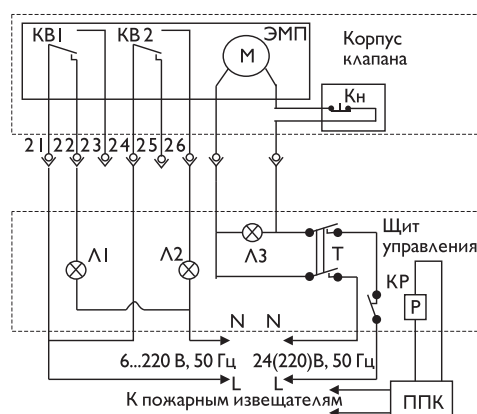 КВ1 КВ2 ЭМП
М
Корпус
клапана
Кн
21 22 23 24 25 26
Щит
управления
Л1 Л2 Л3 Т
КР
Р
N N
6...220 В, 50 Гц 24(220)В, 50 Гц
L L
К пожарным извещателям
ППК